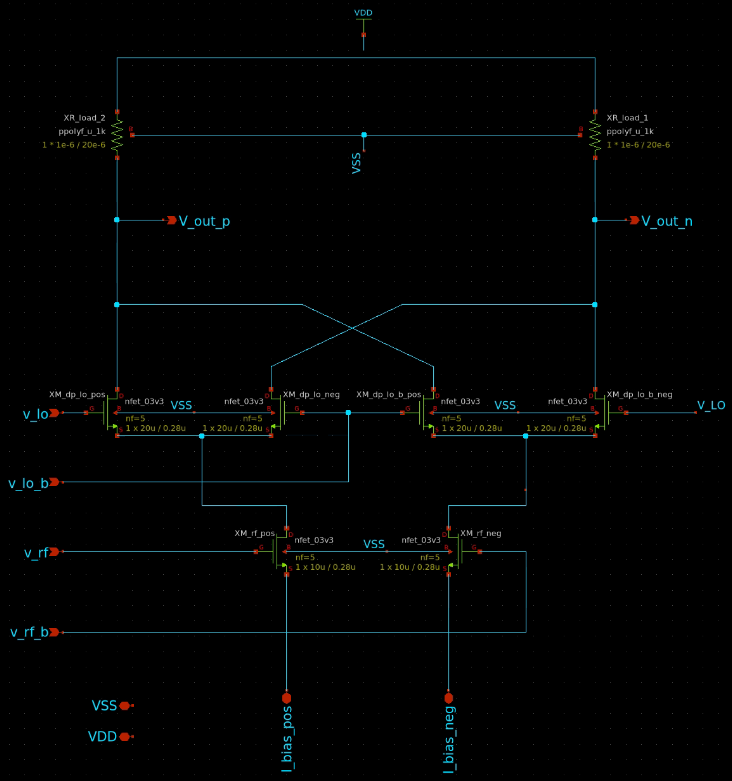 VDD
XR_load_2
ppolyf_u_1k
1 * 1e-6 / 20e-6
B
VSS
B
XR_load_1
ppolyf_u_1k
1 * 1e-6 / 20e-6
V_out_p
V_out_n
XM_dp_lo_pos
nfet_03v3
nf=5
1 x 20u / 0.28u
D
G
B
S
VSS
XM_dp_lo_neg
nfet_03v3
nf=5
1 x 20u / 0.28u
D
G
B
S
XM_dp_lo_b_pos
nfet_03v3
nf=5
1 x 20u / 0.28u
D
G
B
S
VSS
XM_dp_lo_b_neg
nfet_03v3
nf=5
1 x 20u / 0.28u
D
G
B
S
v_lo
V_LO
v_lo_b
XM_rf_pos
nfet_03v3
nf=5
1 x 10u / 0.28u
D
G
B
S
VSS
XM_rf_neg
nfet_03v3
nf=5
1 x 10u / 0.28u
D
G
B
S
v_rf
v_rf_b
VSS
VDD
I_bias_pos
I_bias_neg